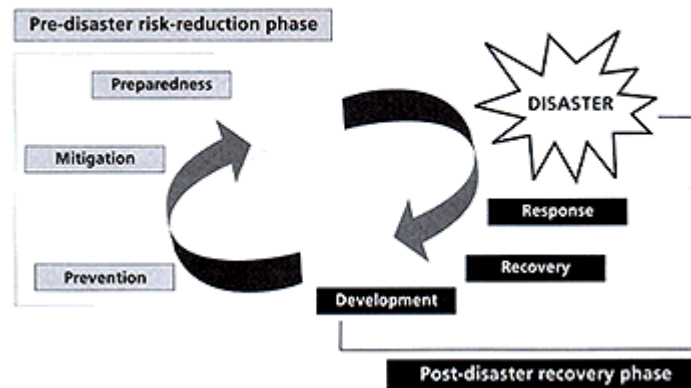 Pre-disaster risk-reduction phase
Preparedness
DISASTER
Mitigation
Response
Recovery
Prevention
Development
Post-disaster recovery phase